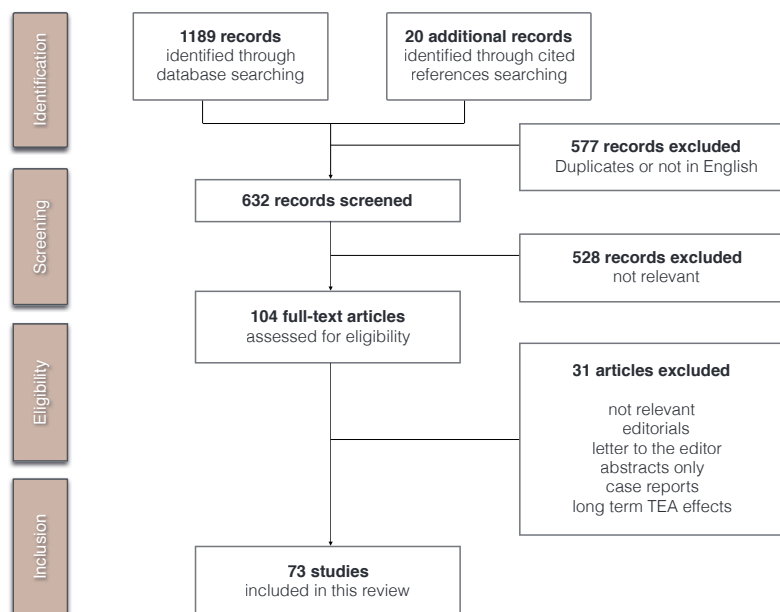 Identification
1189 records
identified through
database searching
20 additional records
identified through cited
references searching
577 records excluded
Duplicates or not in English
Screening
632 records screened
528 records excluded
not relevant
104 full-text articles
assessed for eligibility
Eligibility
31 articles excluded
not relevant
editorials
letter to the editor
abstracts only
case reports
long term TEA effects
Inclusion
73 studies
included in this review